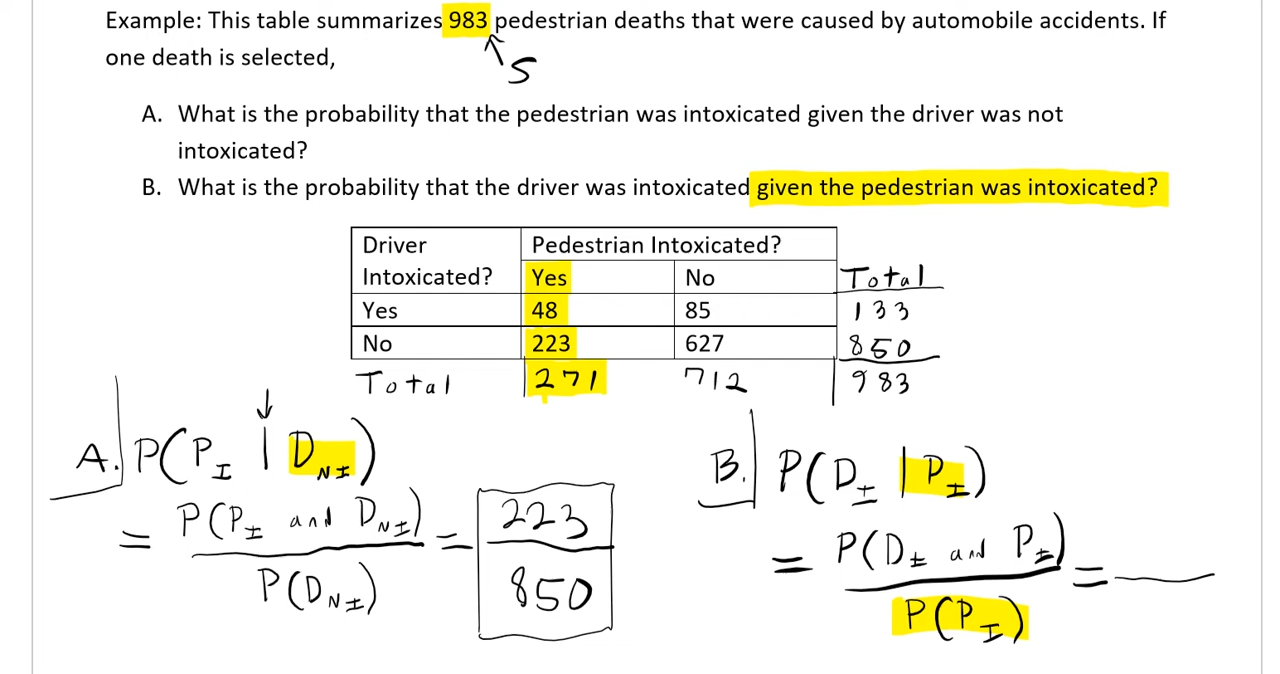 Example: This table summarizes 983 pedestrian deaths that were caused by automobile accidents. If
one death is selected,
S
A. What is the probability that the pedestrian was intoxicated given the driver was not
intoxicated?
B. What is the probability that the driver was intoxicated given the pedestrian was intoxicated?
Driver Intoxicated? Pedestrian Intoxicated?
Yes No Total
Yes 48 85 133
No 223 627 850
Total 271 712 983
A. P(P_I | D_NI)
= P(P_I and D_NI) / P(D_NI) = 223 / 850
B. P(D_I | P_I)
= P(D_I and P_I) / P(P_I) =